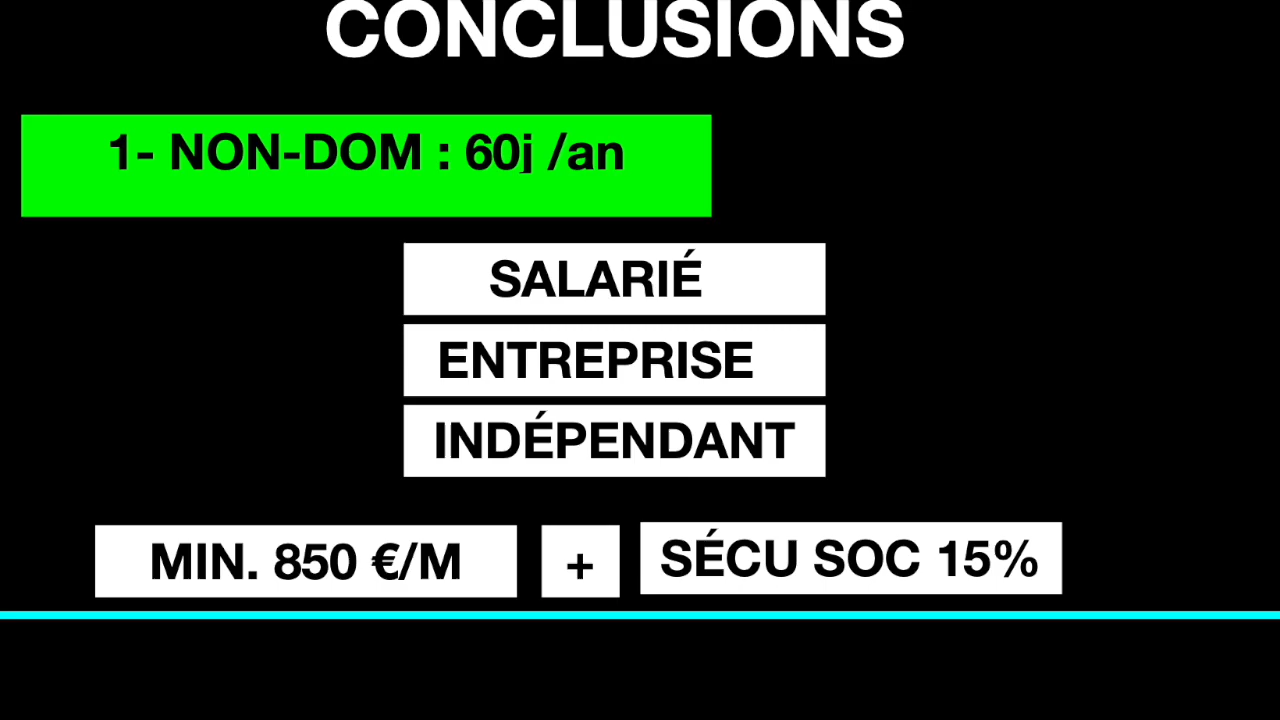 CONCLUSIONS
1- NON-DOM : 60j /an
SALARIÉ
ENTREPRISE
INDÉPENDANT
MIN. 850 €/M + SÉCU SOC 15%